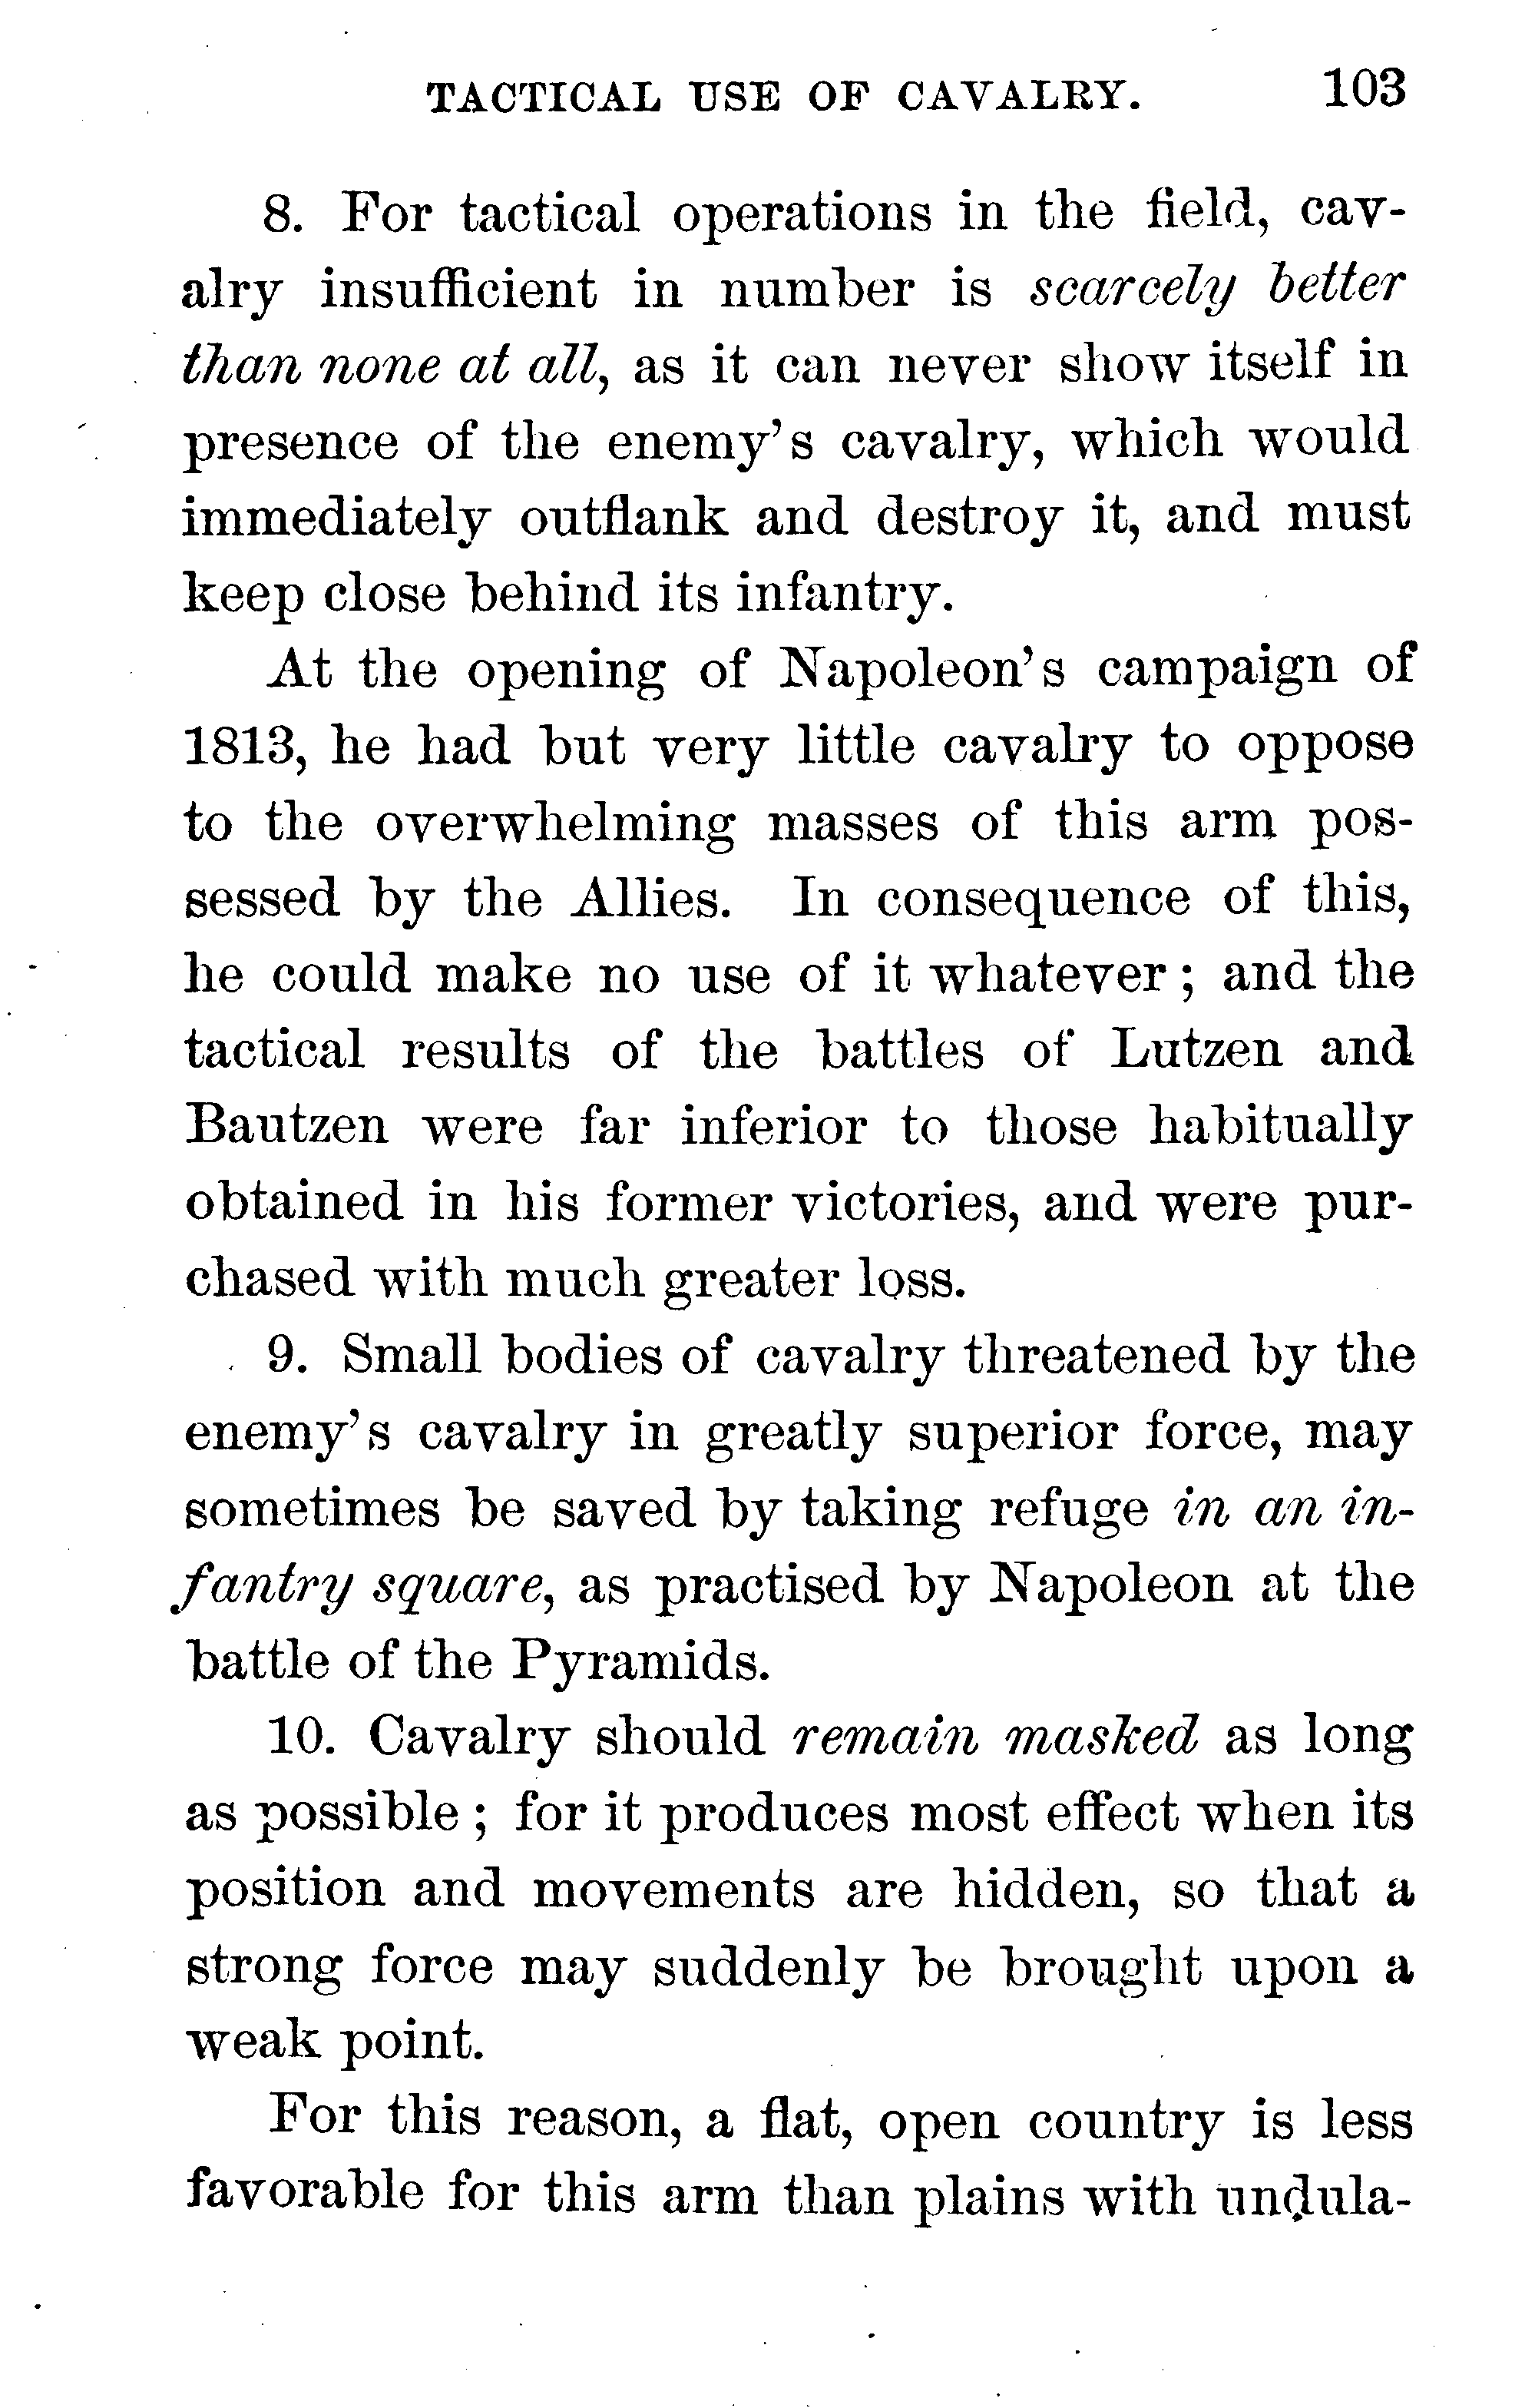 TACTICAL USE OF CAVALRY. 103
8. For tactical operations in the field, cav-
alry insufficient in number is scarcely better
than none at all, as it can never show itself in
presence of the enemy's cavalry, which would
immediately outflank and destroy it, and must
keep close behind its infantry.
At the opening of Napoleon's campaign of
1813, he had but very little cavalry to oppose
to the overwhelming masses of this arm pos-
sessed by the Allies. In consequence of this,
he could make no use of it whatever; and the
tactical results of the battles of Lutzen and
Bautzen were far inferior to those habitually
obtained in his former victories, and were pur-
chased with much greater loss.
9. Small bodies of cavalry threatened by the
enemy's cavalry in greatly superior force, may
sometimes be saved by taking refuge in an in-
fantry square, as practised by Napoleon at the
battle of the Pyramids.
10. Cavalry should remain masked as long
as possible; for it produces most effect when its
position and movements are hidden, so that a
strong force may suddenly be brought upon a
weak point.
For this reason, a flat, open country is less
favorable for this arm than plains with undula-